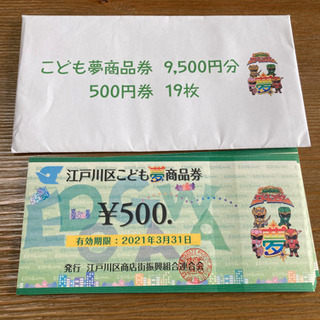 こども夢商品券 9,500円分
500円券 19枚
夢
江戸川区こども夢商品券
¥500.
有効期限：2021年3月31日
夢
発行 江戸川区商店街振興組合連合会